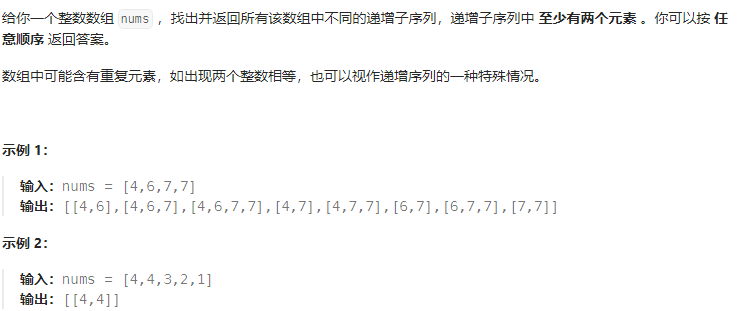 给你一个整数数组 nums ，找出并返回所有该数组中不同的递增子序列，递增子序列中 至少有两个元素 。你可以按 任
意顺序 返回答案。
数组中可能含有重复元素，如出现两个整数相等，也可以视作递增序列的一种特殊情况。
示例 1：
输入：nums = [4,6,7,7]
输出：[[4,6],[4,6,7],[4,6,7,7],[4,7],[4,7,7],[6,7],[6,7,7],[7,7]]
示例 2：
输入：nums = [4,4,3,2,1]
输出：[[4,4]]